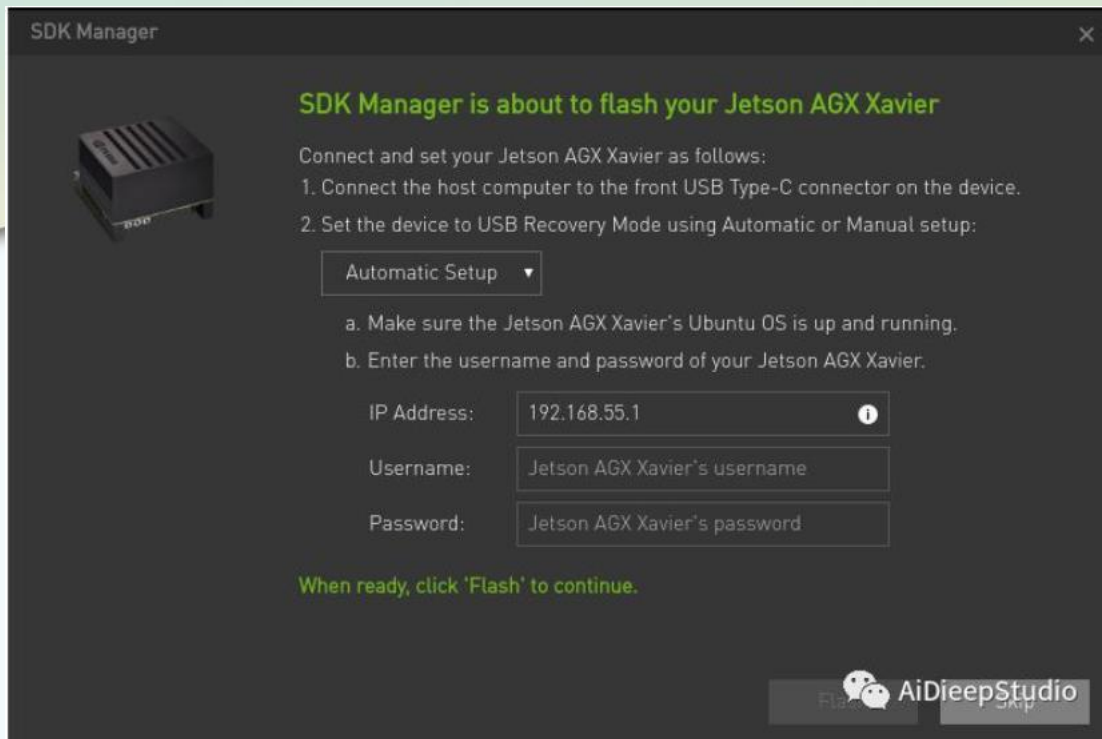 SDK Manager
SDK Manager is about to flash your Jetson AGX Xavier
Connect and set your Jetson AGX Xavier as follows:
1. Connect the host computer to the front USB Type-C connector on the device.
2. Set the device to USB Recovery Mode using Automatic or Manual setup:
Automatic Setup
a. Make sure the Jetson AGX Xavier's Ubuntu OS is up and running.
b. Enter the username and password of your Jetson AGX Xavier.
IP Address: 192.168.55.1
Username: Jetson AGX Xavier's username
Password: Jetson AGX Xavier's password
When ready, click 'Flash' to continue.
AiDieepStudio
Skip